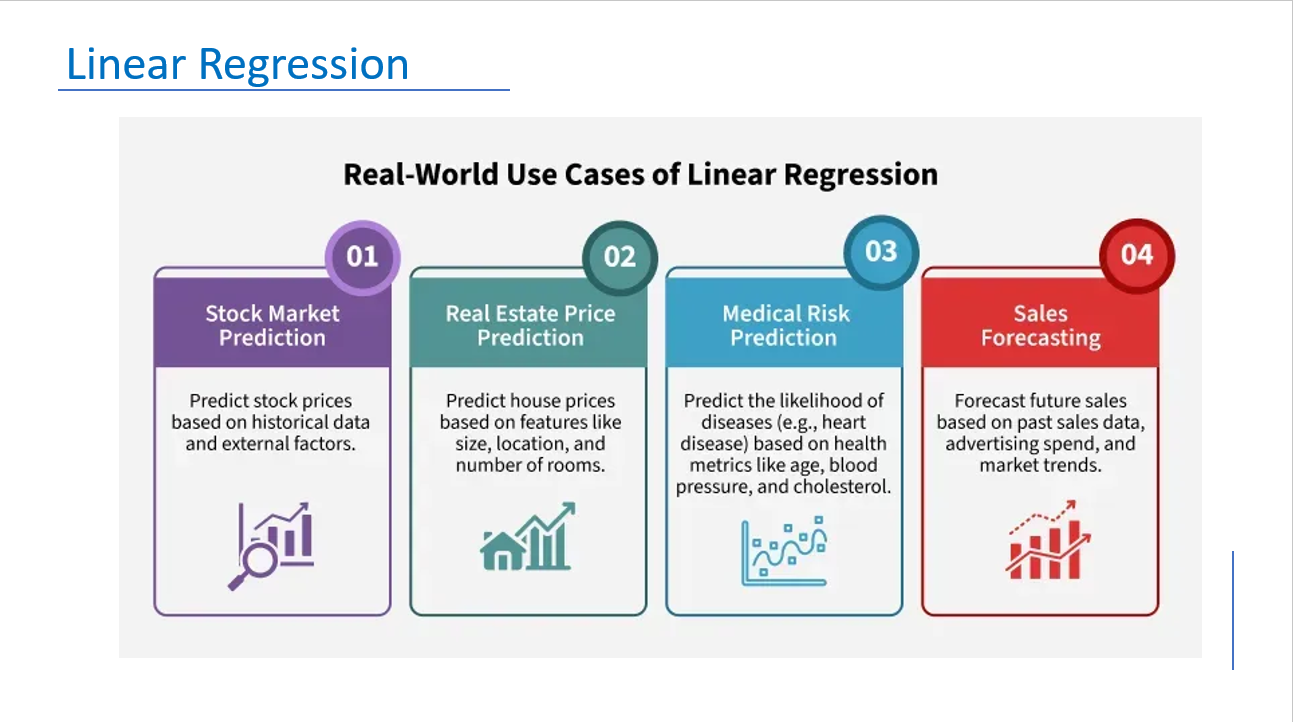 Linear Regression
Real-World Use Cases of Linear Regression
01
Stock Market
Prediction
Predict stock prices
based on historical data
and external factors.
02
Real Estate Price
Prediction
Predict house prices
based on features like
size, location, and
number of rooms.
03
Medical Risk
Prediction
Predict the likelihood of
diseases (e.g., heart
disease) based on health
metrics like age, blood
pressure, and cholesterol.
04
Sales
Forecasting
Forecast future sales
based on past sales data,
advertising spend, and
market trends.